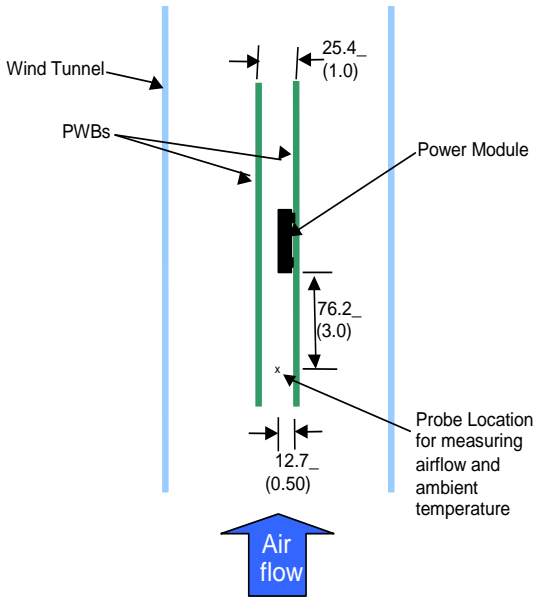 25.4_
(1.0)
Wind Tunnel
PWBs
Power Module
76.2_
(3.0)
x
Probe Location
for measuring
airflow and
ambient
temperature
12.7_
(0.50)
Air
flow